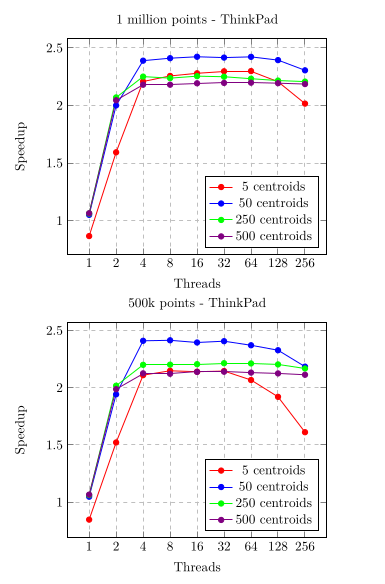 1 million points - ThinkPad
2.5
2
1.5
1
Speedup
5 centroids
50 centroids
250 centroids
500 centroids
1 2 4 8 16 32 64 128 256
Threads
500k points - ThinkPad
2.5
2
1.5
1
Speedup
5 centroids
50 centroids
250 centroids
500 centroids
1 2 4 8 16 32 64 128 256
Threads